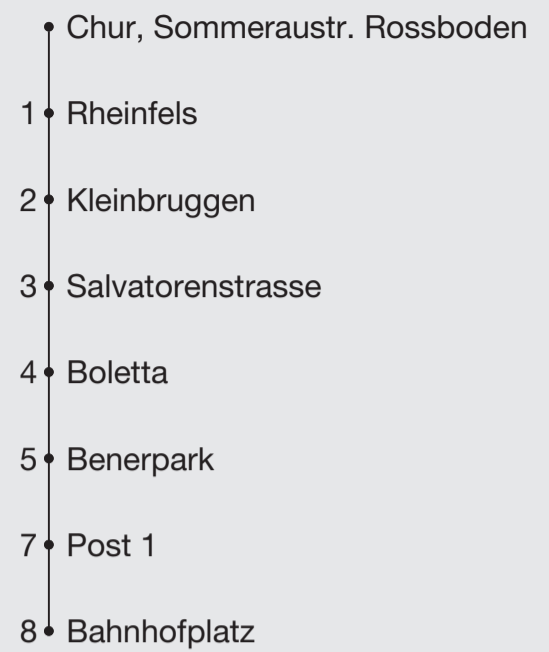 Chur, Sommeraustr. Rossboden
1 Rheinfels
2 Kleinbruggen
3 Salvatorenstrasse
4 Boletta
5 Benerpark
7 Post 1
8 Bahnhofplatz